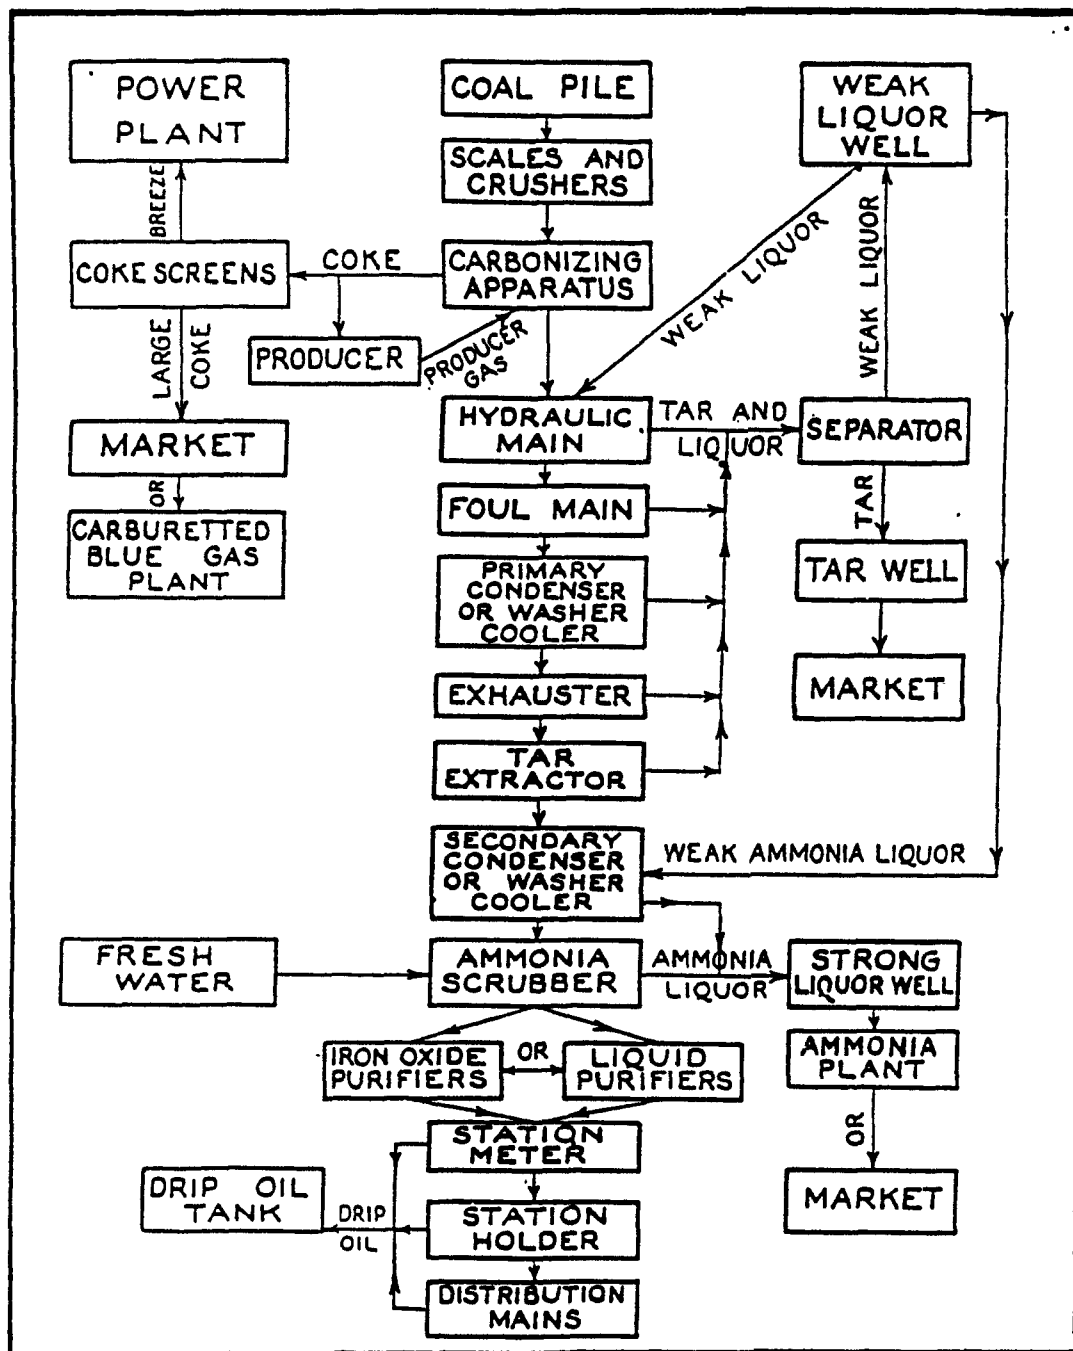 POWER
PLANT
COAL PILE
WEAK
LIQUOR
WELL
SCALES AND
CRUSHERS
BREEZE
COKE SCREENS
COKE
CARBONIZING
APPARATUS
WEAK LIQUOR
WEAK LIQUOR
LARGE
COKE
PRODUCER
PRODUCER
GAS
MARKET
HYDRAULIC
MAIN
TAR AND
LIQUOR
SEPARATOR
OR
CARBURETTED
BLUE GAS
PLANT
FOUL MAIN
TAR
PRIMARY
CONDENSER
OR WASHER
COOLER
TAR WELL
EXHAUSTER
MARKET
TAR
EXTRACTOR
SECONDARY
CONDENSER
OR WASHER
COOLER
WEAK AMMONIA LIQUOR
FRESH
WATER
AMMONIA
SCRUBBER
AMMONIA
LIQUOR
STRONG
LIQUOR WELL
IRON OXIDE
PURIFIERS
OR
LIQUID
PURIFIERS
AMMONIA
PLANT
OR
STATION
METER
MARKET
DRIP OIL
TANK
DRIP
OIL
STATION
HOLDER
DISTRIBUTION
MAINS